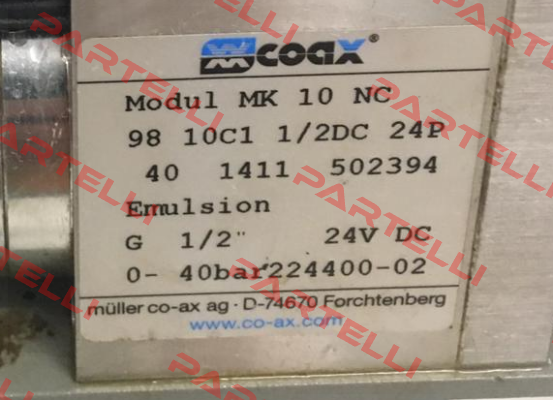 coax®
Modul MK 10 NC
98 10C1 1/2DC 24P
40 1411 502394
Emulsion
G 1/2" 24V DC
0- 40bar224400-02
müller co-ax ag · D-74670 Forchtenberg
www.co-ax.com
PARTELLI
PARTELLI
PARTELLI
PARTELLI
PARTELLI
PARTELLI